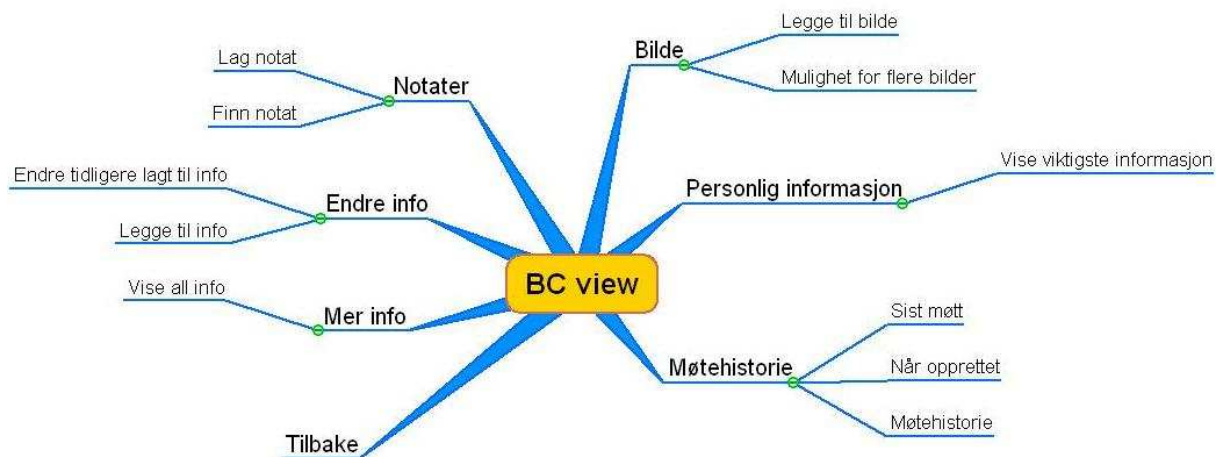 BC view
Bilde
Legge til bilde
Mulighet for flere bilder
Personlig informasjon
Vise viktigste informasjon
Møtehistorie
Sist møtt
Når opprettet
Møtehistorie
Notater
Lag notat
Finn notat
Endre info
Endre tidligere lagt til info
Legge til info
Mer info
Vise all info
Tilbake